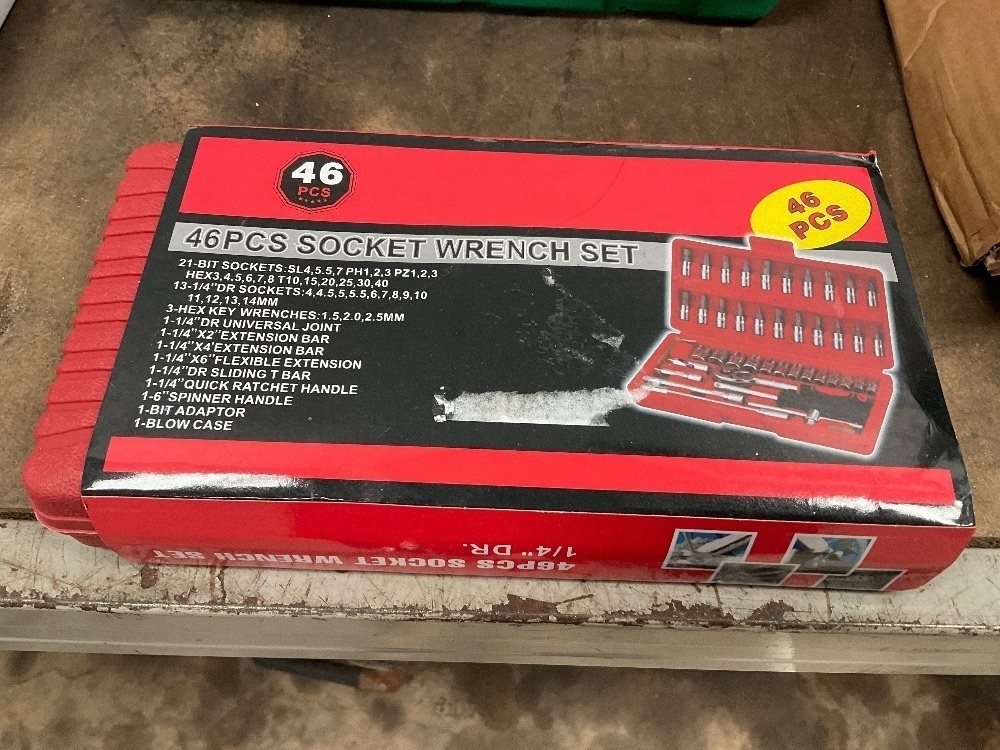 46
PCS
46
PCS
46PCS SOCKET WRENCH SET
21-BIT SOCKETS:SL4,5.5,7 PH1,2,3 PZ1,2,3
HEX3,4,5,6,7,8 T10,15,20,25,30,40
13-1/4"DR SOCKETS:4,4.5,5,5.5,6,7,8,9,10
11,12,13,14MM
3-HEX KEY WRENCHES:1.5,2.0,2.5MM
1-1/4"DR UNIVERSAL JOINT
1-1/4"X2"EXTENSION BAR
1-1/4"X4'EXTENSION BAR
1-1/4"X6"FLEXIBLE EXTENSION
1-1/4"DR SLIDING T BAR
1-1/4"QUICK RATCHET HANDLE
1-6"SPINNER HANDLE
1-BIT ADAPTOR
1-BLOW CASE
46PCS SOCKET WRENCH SET
1/4" DR.